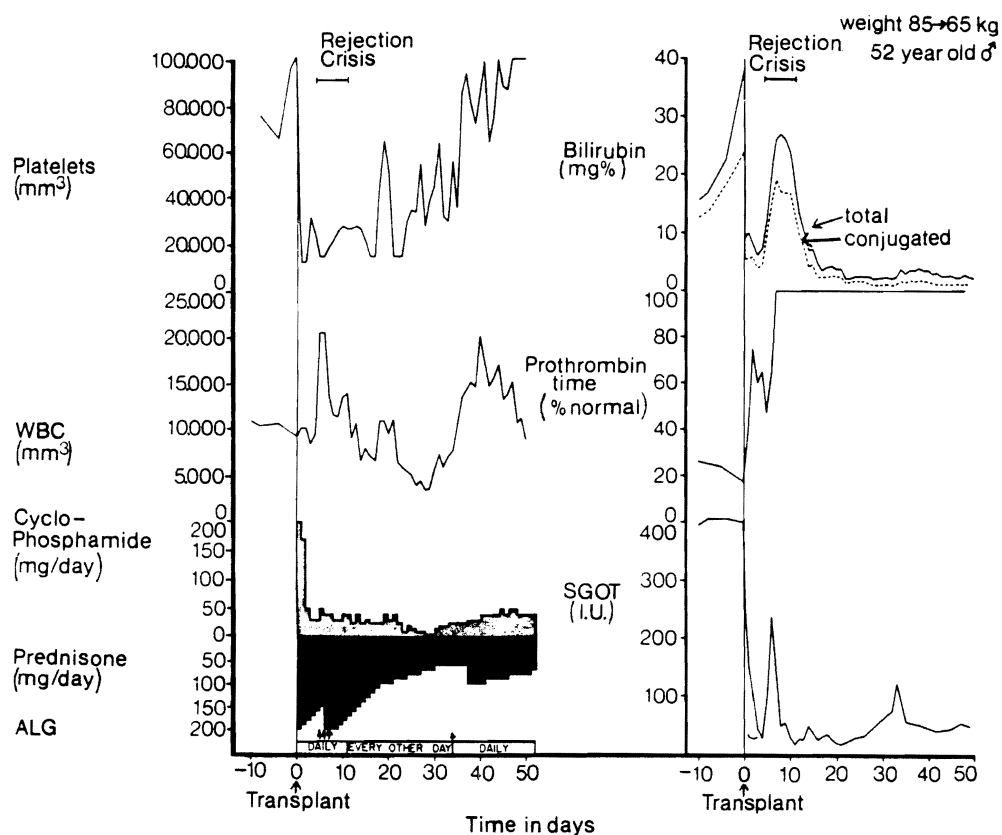 weight 85→65 kg
52 year old ♂
Rejection
Crisis
100.000
80.000
60.000
40.000
20.000
0
Platelets
(mm³)
25.000
20.000
15.000
10.000
5.000
0
WBC
(mm³)
Cyclo-
Phosphamide
(mg/day)
200
150
100
50
0
Prednisone
(mg/day)
50
100
150
200
ALG
DAILY EVERY OTHER DAY DAILY
-10 0 10 20 30 40 50
Transplant
Rejection
Crisis
Bilirubin
(mg%)
40
30
20
10
0
total
conjugated
Prothrombin
time
(% normal)
100
80
60
40
20
0
SGOT
(I.U.)
400
300
200
100
-10 0 10 20 30 40 50
Transplant
Time in days